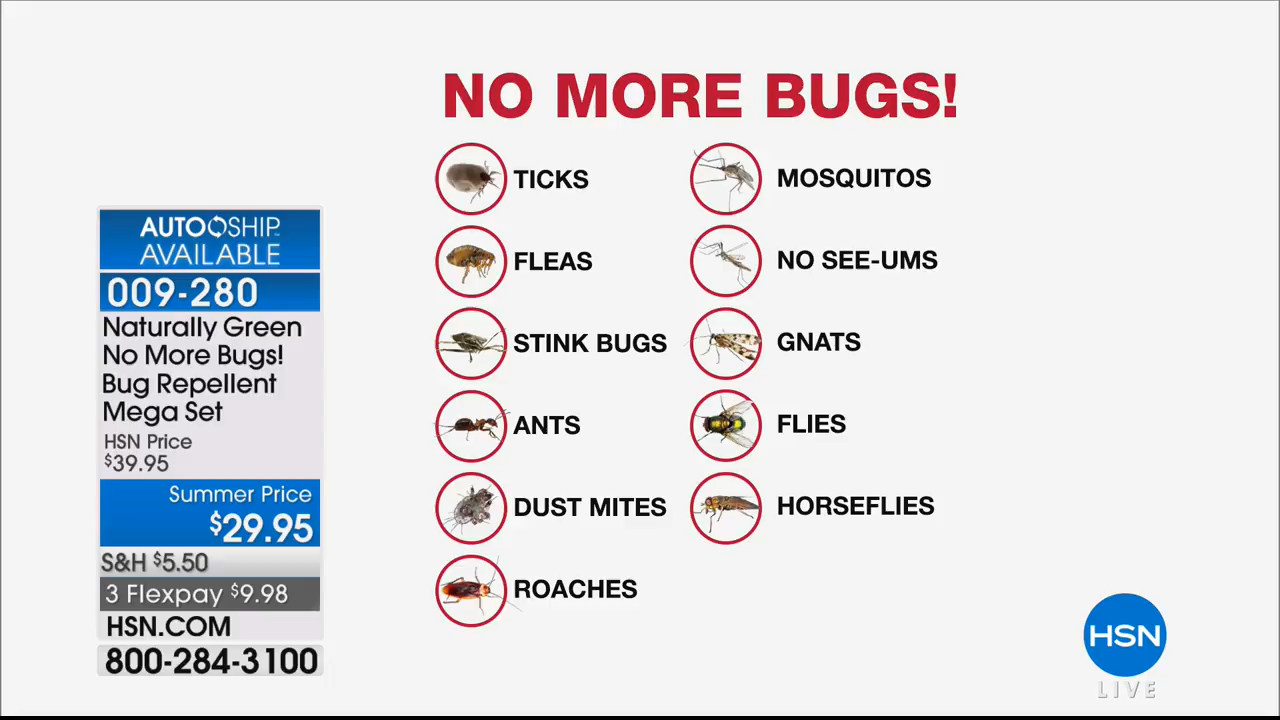 NO MORE BUGS!
TICKS
FLEAS
STINK BUGS
ANTS
DUST MITES
ROACHES
MOSQUITOS
NO SEE-UMS
GNATS
FLIES
HORSEFLIES
AUTO SHIP
AVAILABLE
009-280
Naturally Green
No More Bugs!
Bug Repellent
Mega Set
HSN Price
$39.95
Summer Price
$29.95
S&H $5.50
3 Flexpay $9.98
HSN.COM
800-284-3100
HSN
LIVE